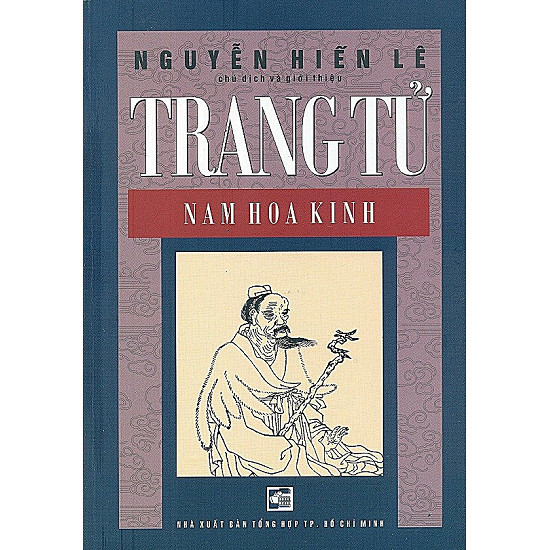 NGUYỄN HIẾN LÊ
chú dịch và giới thiệu
TRANG TỬ
NAM HOA KINH
NHÀ XUẤT BẢN TỔNG HỢP TP. HỒ CHÍ MINH